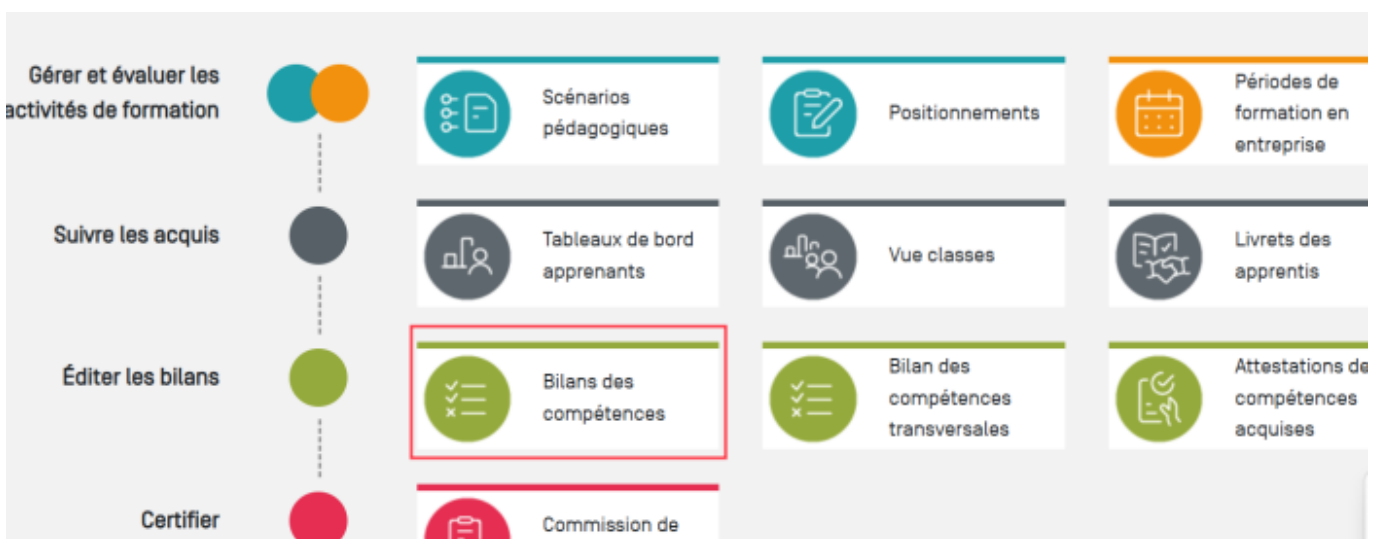 Gérer et évaluer les
activités de formation
Scénarios
pédagogiques
Positionnements
Périodes de
formation en
entreprise
Suivre les acquis
Tableaux de bord
apprenants
Vue classes
Livrets des
apprentis
Éditer les bilans
Bilans des
compétences
Bilan des
compétences
transversales
Attestations de
compétences
acquises
Certifier
Commission de